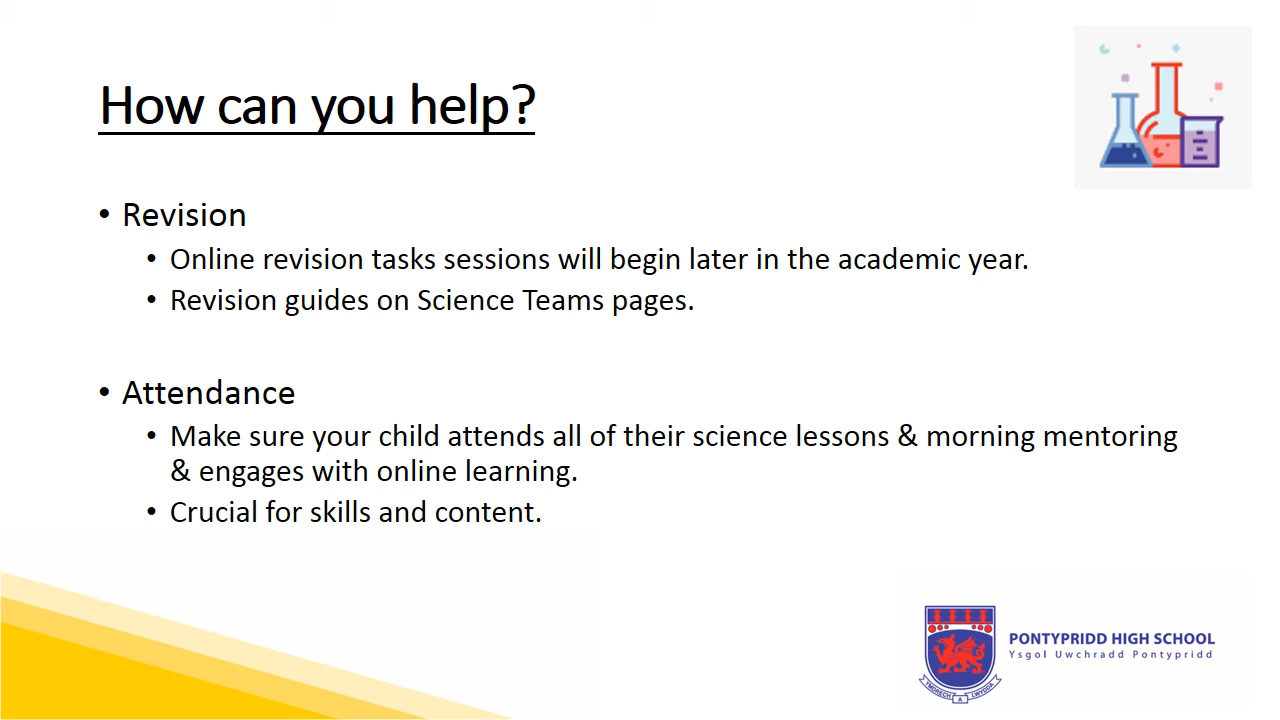 How can you help?
• Revision
• Online revision tasks sessions will begin later in the academic year.
• Revision guides on Science Teams pages.
• Attendance
• Make sure your child attends all of their science lessons & morning mentoring
& engages with online learning.
• Crucial for skills and content.
PONTYPRIDD HIGH SCHOOL
Ysgol Uwchradd Pontypridd
YMDRECH A LWYDDA